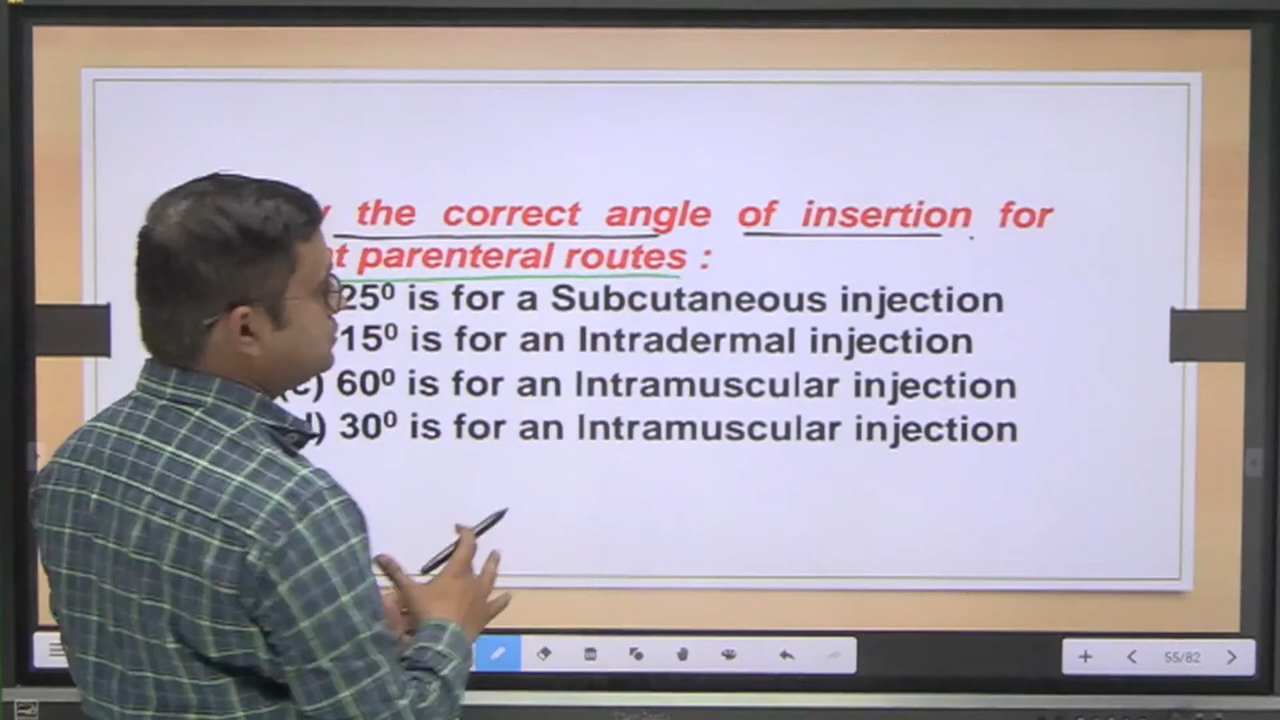 the correct angle of insertion for
parenteral routes :
25⁰ is for a Subcutaneous injection
15⁰ is for an Intradermal injection
(c) 60⁰ is for an Intramuscular injection
30⁰ is for an Intramuscular injection
55/82